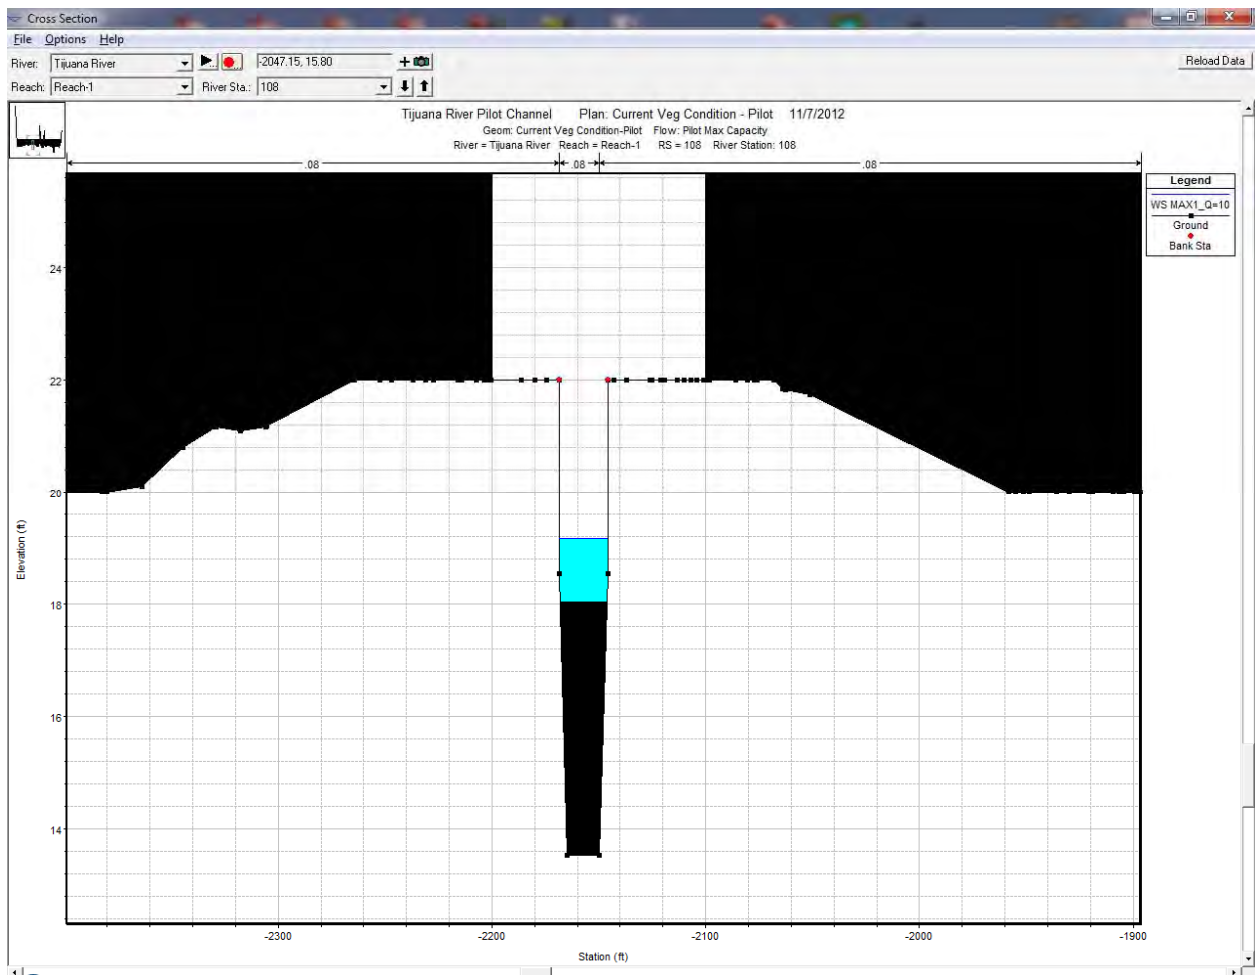 Cross Section
File Options Help
River: Tijuana River -2047.15, 15.80 Reload Data
Reach: Reach-1 River Sta.: 108
Tijuana River Pilot Channel Plan: Current Veg Condition - Pilot 11/7/2012
Geom: Current Veg Condition-Pilot Flow: Pilot Max Capacity
River = Tijuana River Reach = Reach-1 RS = 108 River Station: 108
.08 .08 .08
Legend
WS MAX1_Q=10
Ground
Bank Sta
24
22
20
18
16
14
Elevation (ft)
-2300 -2200 -2100 -2000 -1900
Station (ft)